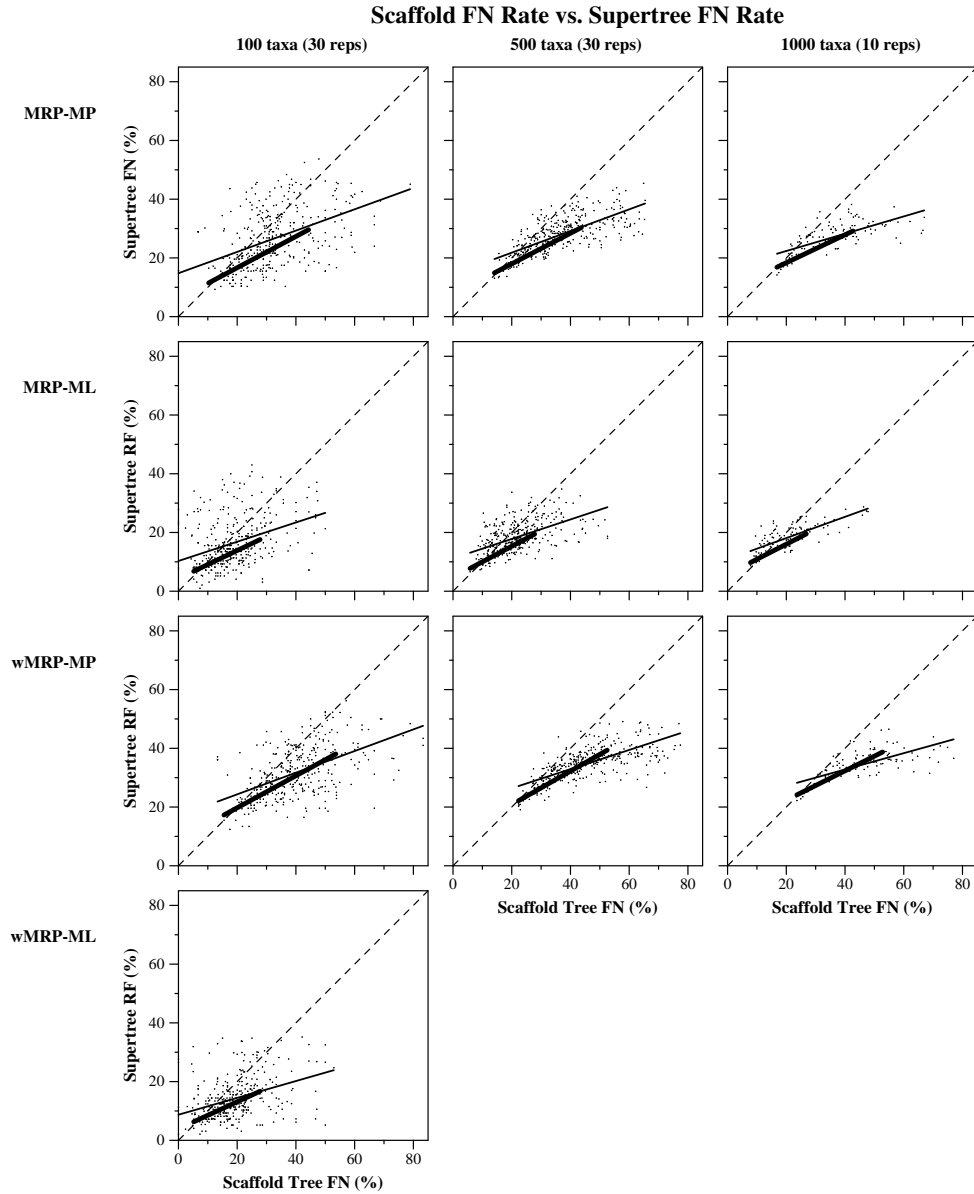 Scaffold FN Rate vs. Supertree FN Rate
100 taxa (30 reps)
500 taxa (30 reps)
1000 taxa (10 reps)
MRP-MP
Supertree FN (%)
80
60
40
20
0
MRP-ML
Supertree RF (%)
80
60
40
20
0
wMRP-MP
Supertree RF (%)
80
60
40
20
0
0 20 40 60 80
Scaffold Tree FN (%)
0 20 40 60 80
Scaffold Tree FN (%)
wMRP-ML
Supertree RF (%)
80
60
40
20
0
0 20 40 60 80
Scaffold Tree FN (%)